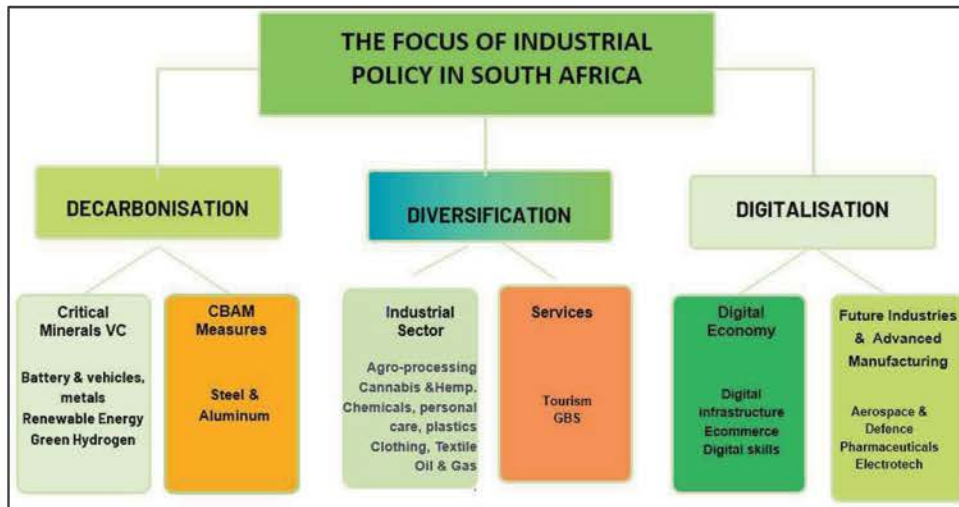 THE FOCUS OF INDUSTRIAL
POLICY IN SOUTH AFRICA
DECARBONISATION
DIVERSIFICATION
DIGITALISATION
Critical
Minerals VC
Battery & vehicles,
metals
Renewable Energy
Green Hydrogen
CBAM
Measures
Steel &
Aluminum
Industrial
Sector
Agro-processing
Cannabis &Hemp.
Chemicals, personal
care, plastics
Clothing, Textile
Oil & Gas
Services
Tourism
GBS
Digital
Economy
Digital
infrastructure
Ecommerce
Digital skills
Future Industries
& Advanced
Manufacturing
Aerospace &
Defence
Pharmaceuticals
Electrotech